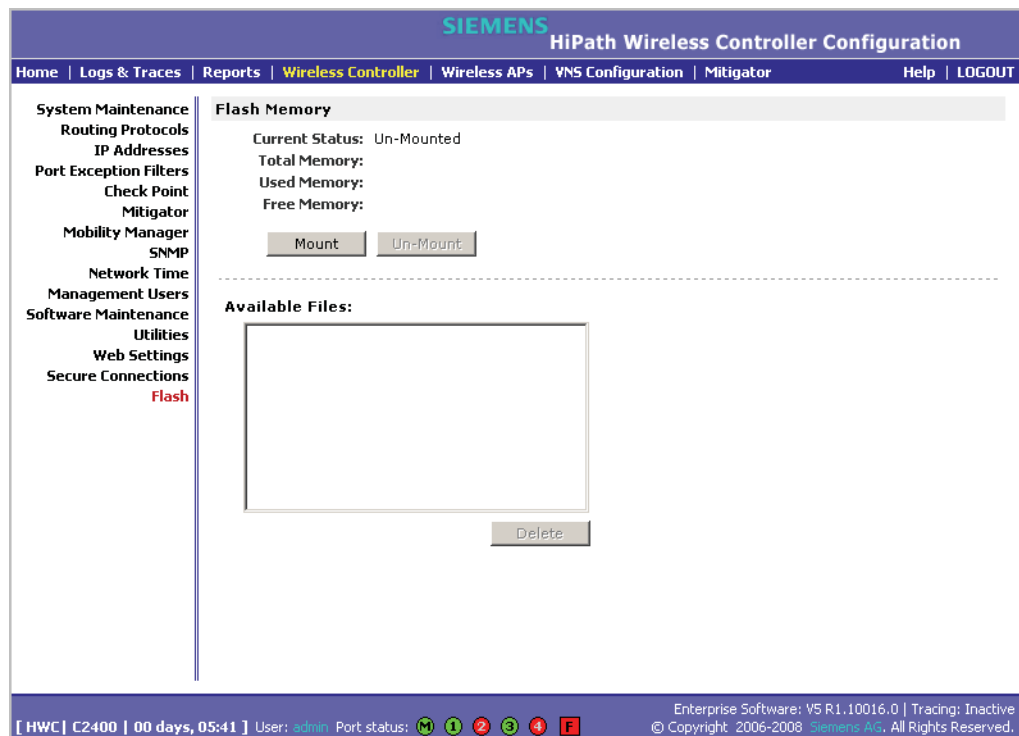 SIEMENS
HiPath Wireless Controller Configuration
Home | Logs & Traces | Reports | Wireless Controller | Wireless APs | VNS Configuration | Mitigator Help | LOGOUT
System Maintenance
Routing Protocols
IP Addresses
Port Exception Filters
Check Point
Mitigator
Mobility Manager
SNMP
Network Time
Management Users
Software Maintenance
Utilities
Web Settings
Secure Connections
Flash
Flash Memory
Current Status: Un-Mounted
Total Memory:
Used Memory:
Free Memory:
Mount Un-Mount
Available Files:
Delete
[ HWC| C2400 | 00 days, 05:41 ] User: admin Port status: M 1 2 3 4 F
Enterprise Software: V5 R1.10016.0 | Tracing: Inactive
© Copyright 2006-2008 Siemens AG. All Rights Reserved.